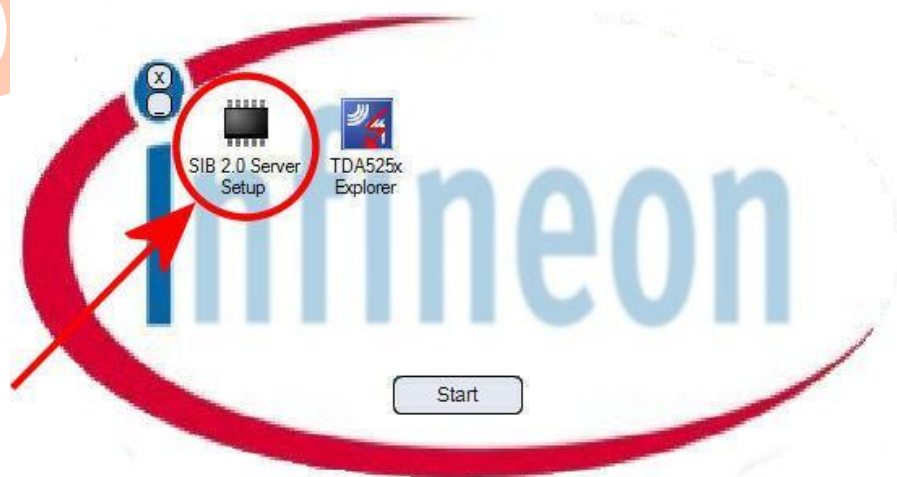 X
_
SIB 2.0 Server
Setup
TDA525x
Explorer
Infineon
Start